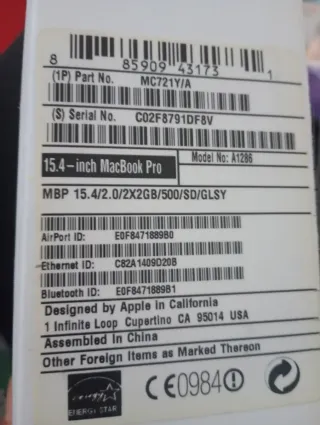 8 85909 43173 1
(1P) Part No. MC721Y/A
(S) Serial No. C02F8791DF8V
15.4-inch MacBook Pro Model No: A1286
MBP 15.4/2.0/2X2GB/500/SD/GLSY
AirPort ID: E0F8471889B0
Ethernet ID: C82A1409D20B
Bluetooth ID: E0F8471889B1
Designed by Apple in California
1 Infinite Loop Cupertino CA 95014 USA
Assembled in China
Other Foreign Items as Marked Thereon
ENERGY STAR
CE0984!